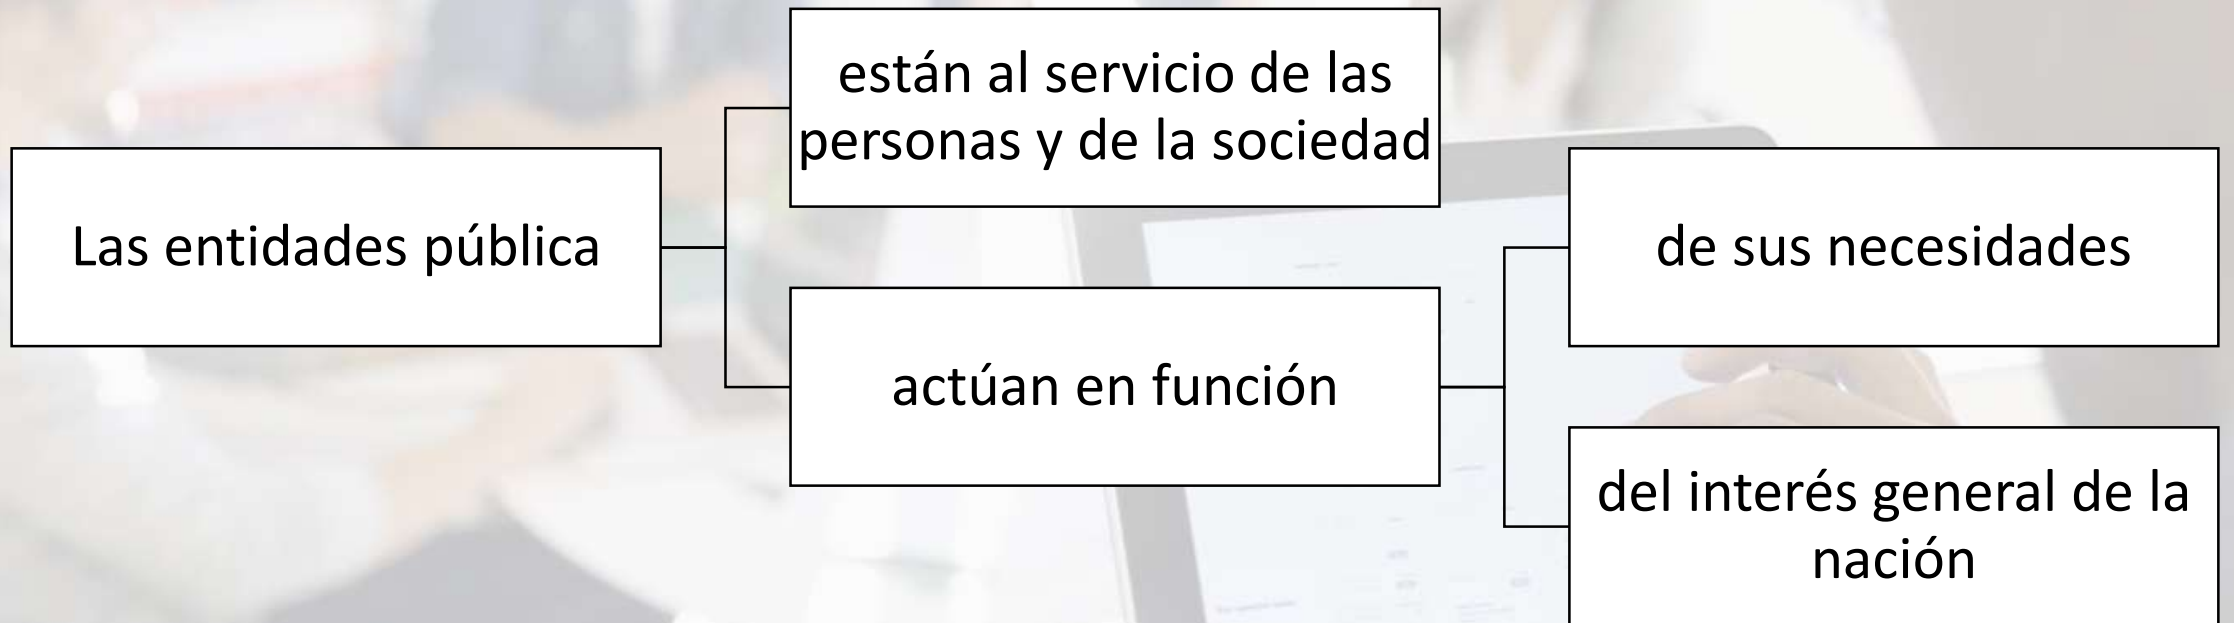 Las entidades pública
están al servicio de las
personas y de la sociedad
actúan en función
de sus necesidades
del interés general de la
nación